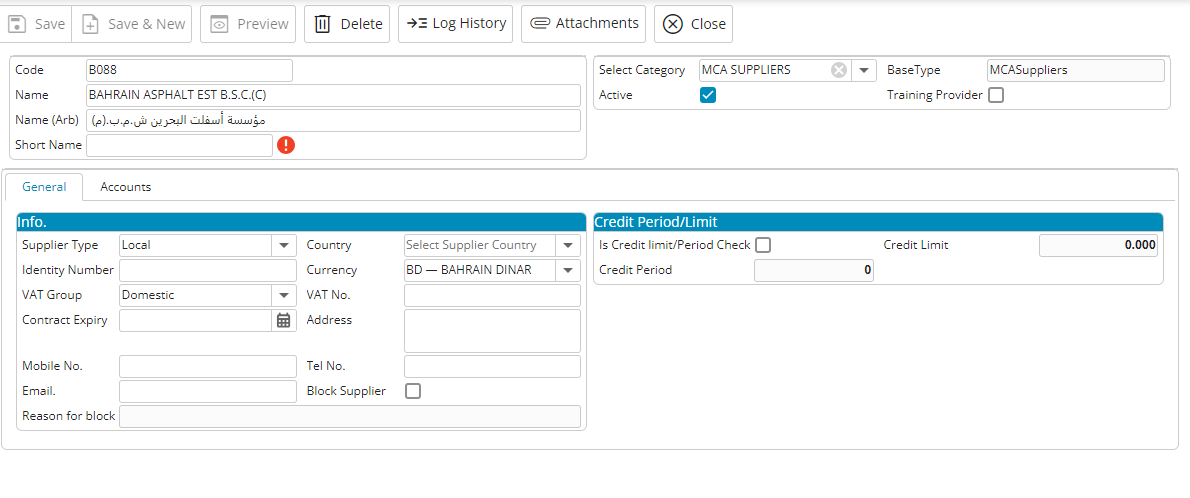 Save Save & New Preview Delete Log History Attachments Close
Code B088
Name BAHRAIN ASPHALT EST B.S.C.(C)
Name (Arb) مؤسسة أسفلت البحرين ش.م.ب.(م)
Short Name
Select Category MCA SUPPLIERS BaseType MCASuppliers
Active Training Provider
General Accounts
Info.
Supplier Type Local Country Select Supplier Country
Identity Number Currency BD — BAHRAIN DINAR
VAT Group Domestic VAT No.
Contract Expiry Address
Mobile No. Tel No.
Email. Block Supplier
Reason for block
Credit Period/Limit
Is Credit limit/Period Check Credit Limit 0.000
Credit Period 0